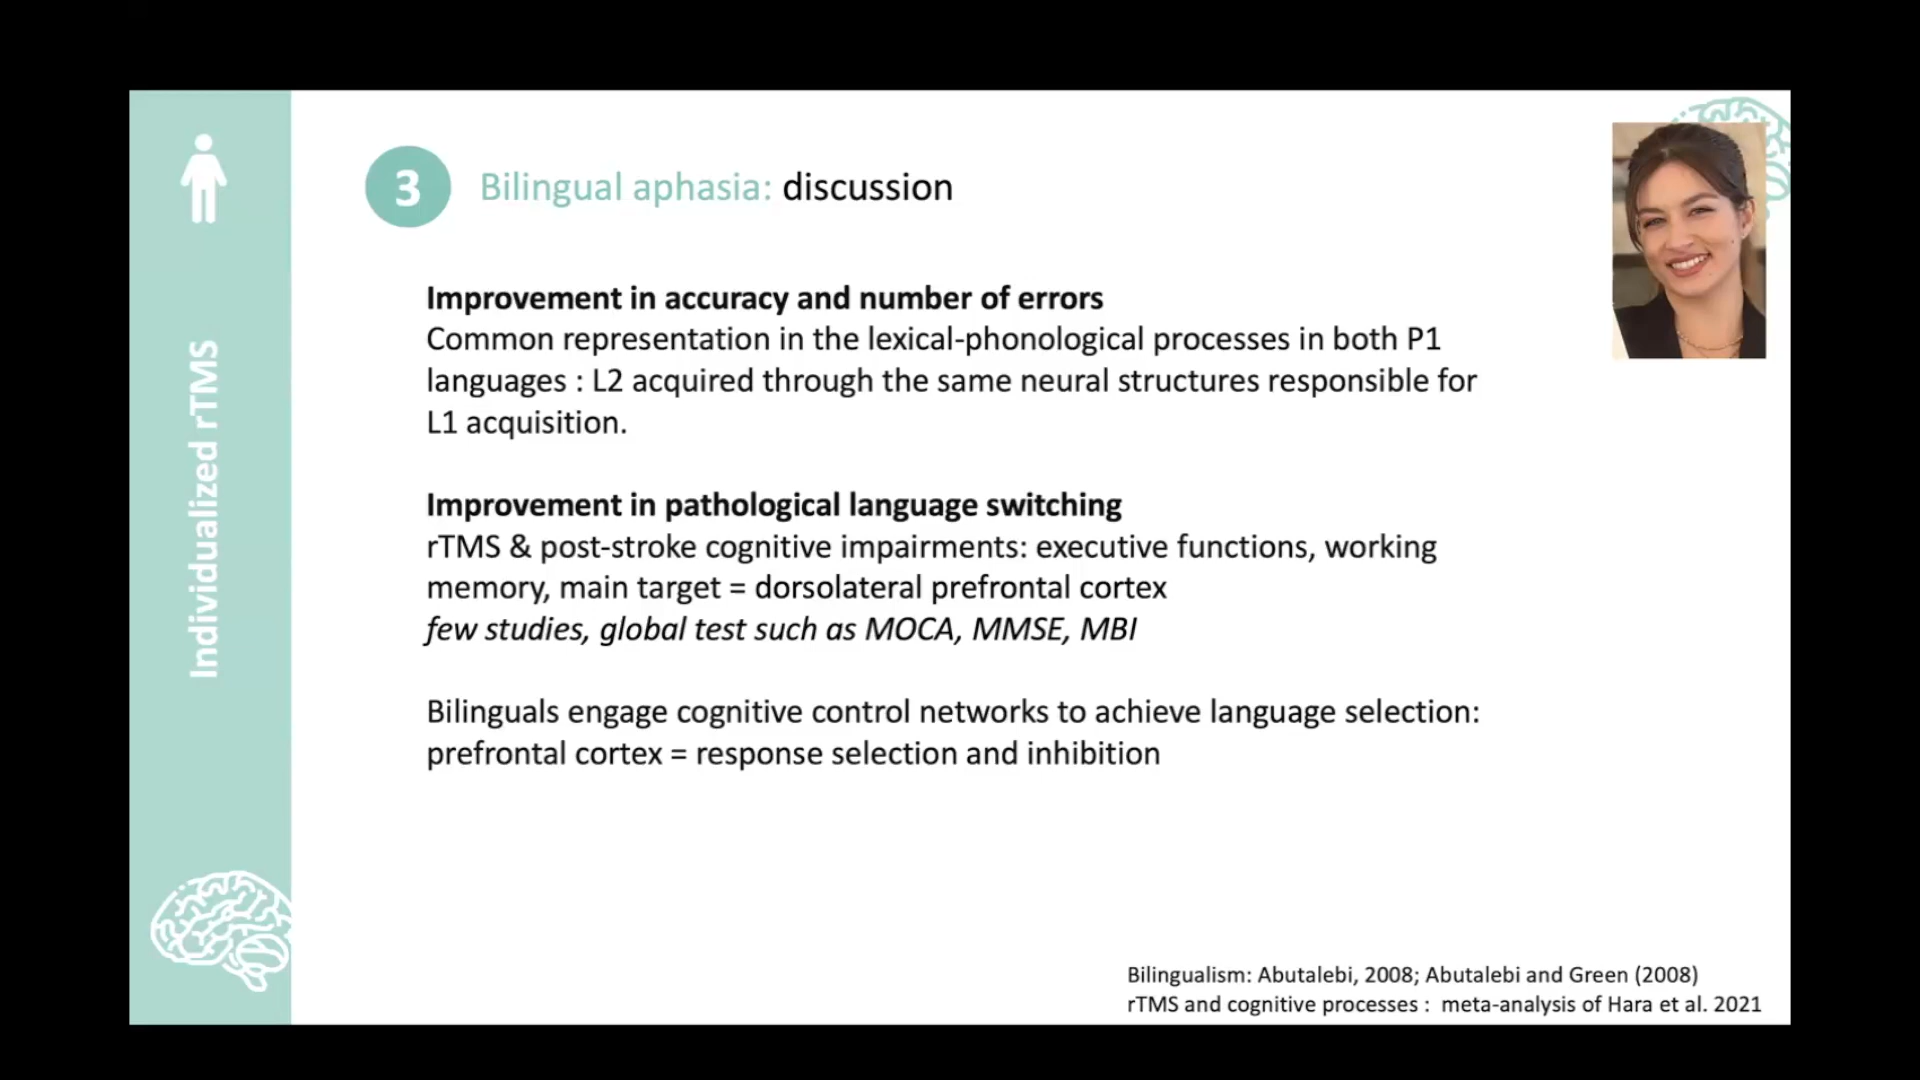 Individualized rTMS
3
Bilingual aphasia: discussion
Improvement in accuracy and number of errors
Common representation in the lexical-phonological processes in both P1
languages : L2 acquired through the same neural structures responsible for
L1 acquisition.
Improvement in pathological language switching
rTMS & post-stroke cognitive impairments: executive functions, working
memory, main target = dorsolateral prefrontal cortex
few studies, global test such as MOCA, MMSE, MBI
Bilinguals engage cognitive control networks to achieve language selection:
prefrontal cortex = response selection and inhibition
Bilingualism: Abutalebi, 2008; Abutalebi and Green (2008)
rTMS and cognitive processes : meta-analysis of Hara et al. 2021